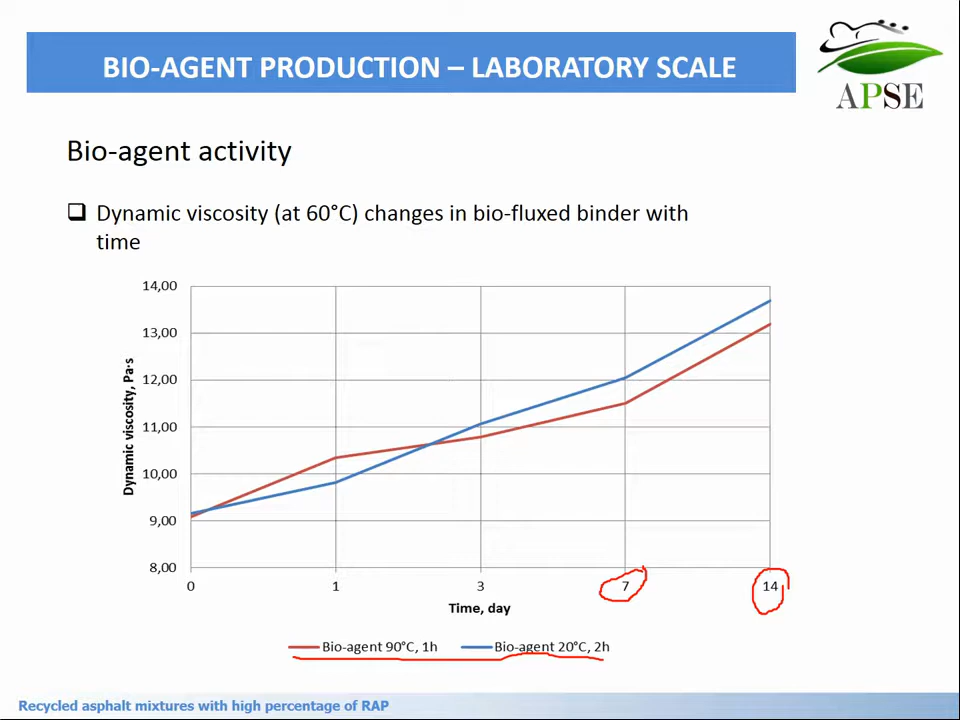 BIO-AGENT PRODUCTION – LABORATORY SCALE
APSE
Bio-agent activity
Dynamic viscosity (at 60°C) changes in bio-fluxed binder with
time
14,00
13,00
12,00
11,00
10,00
9,00
8,00
Dynamic viscosity, Pa·s
0 1 3 7 14
Time, day
Bio-agent 90°C, 1h Bio-agent 20°C, 2h
Recycled asphalt mixtures with high percentage of RAP